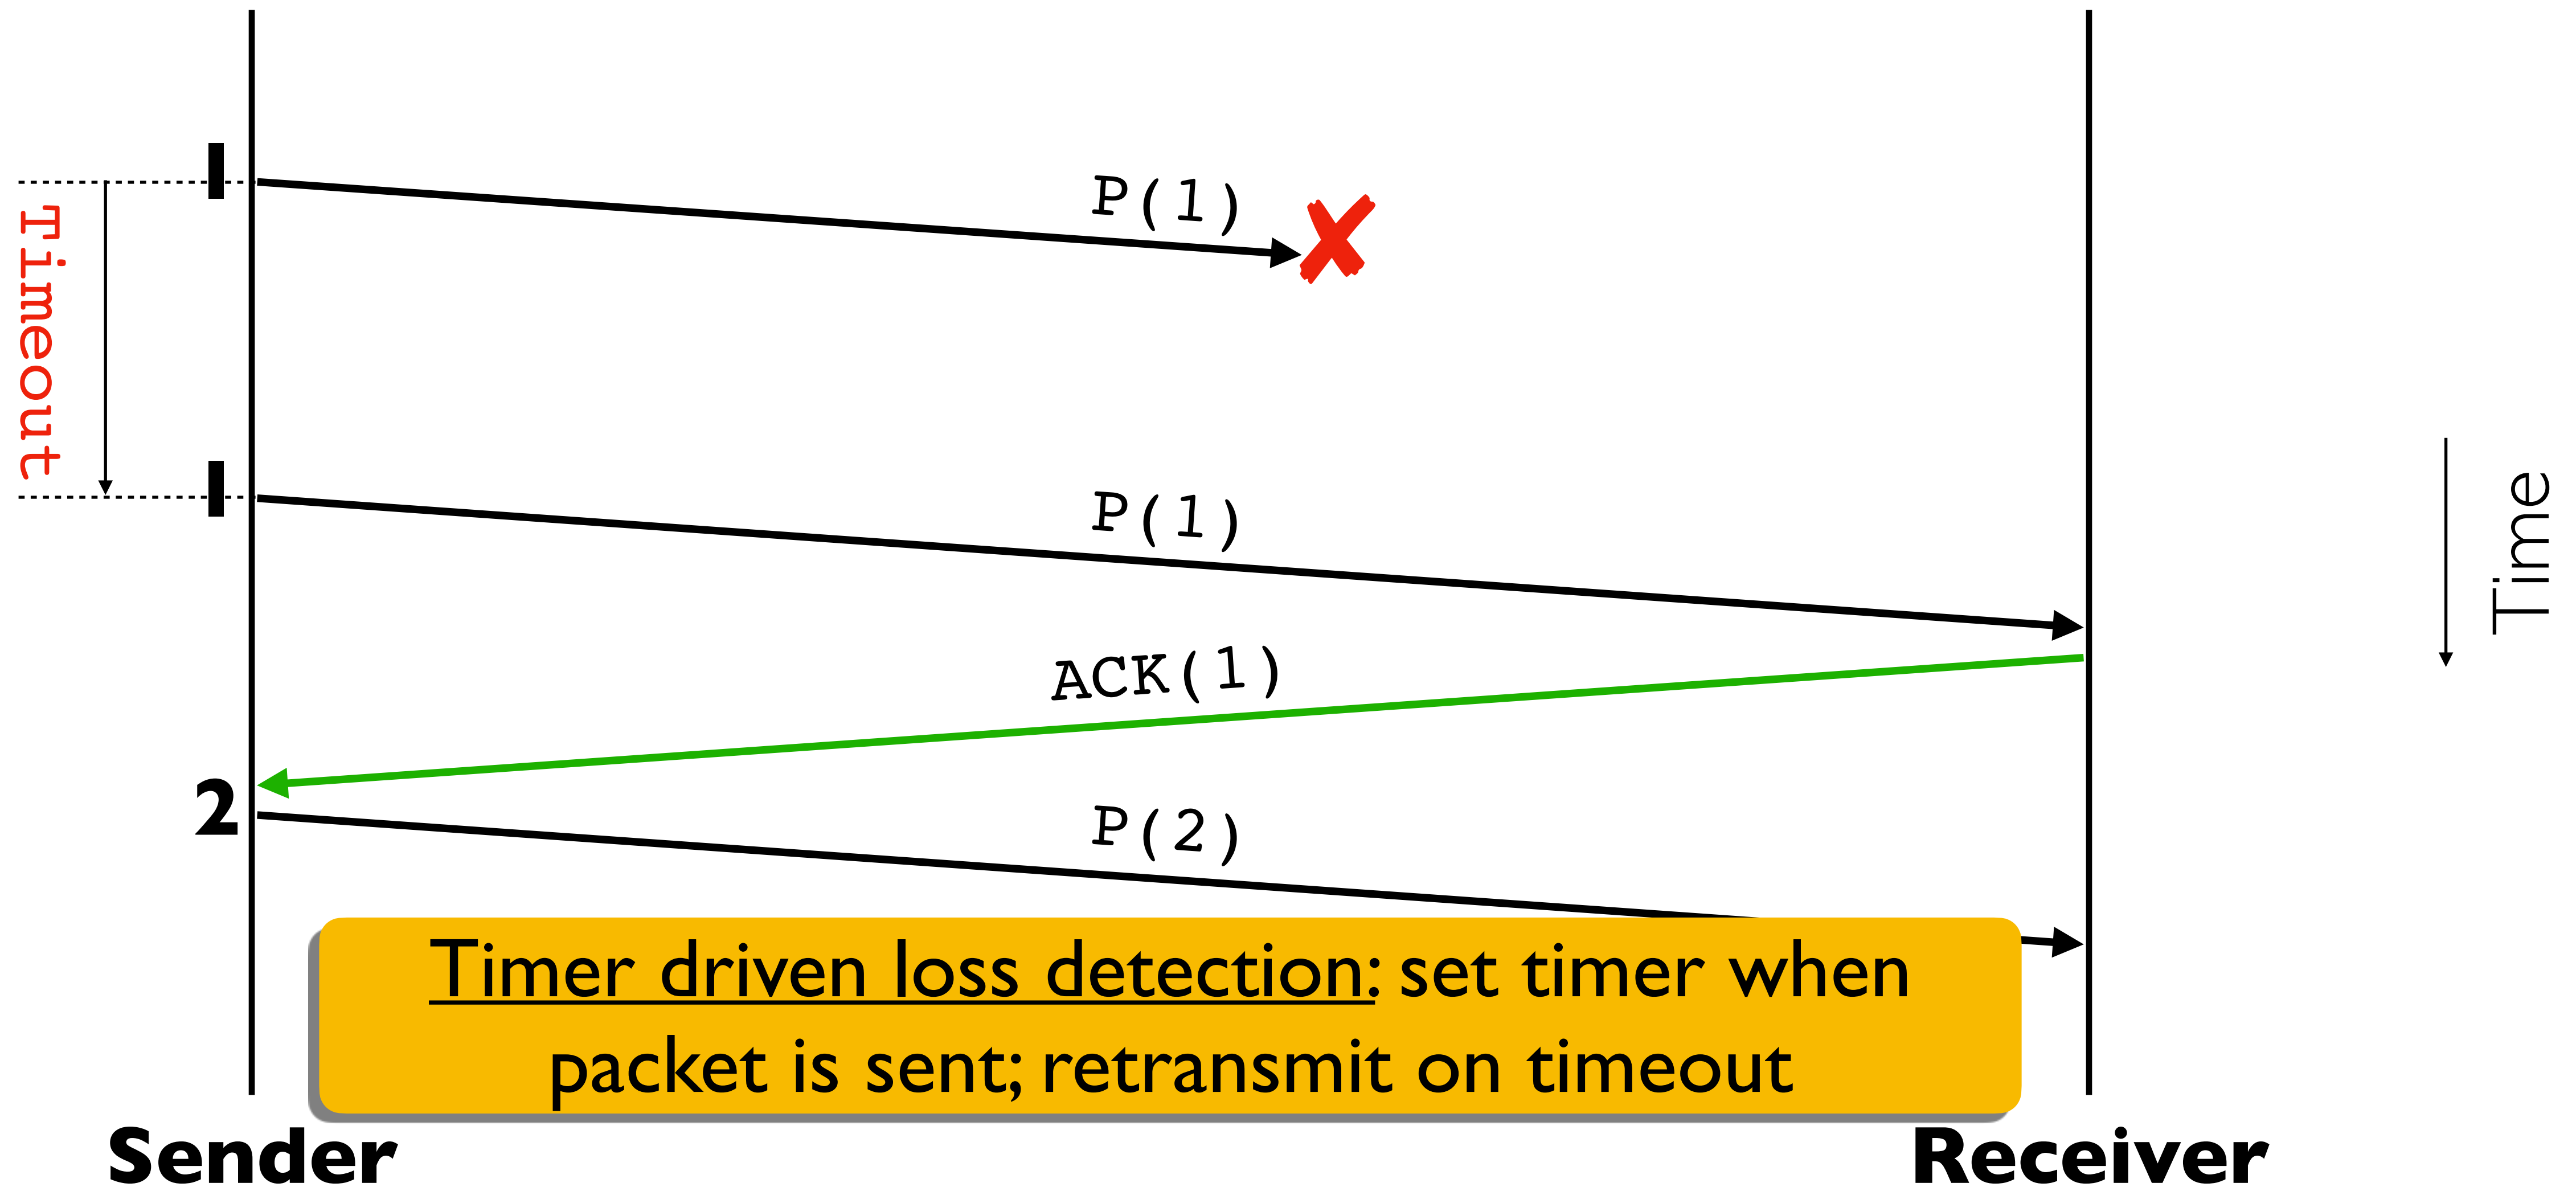 1
P(1)
Timeout
1
P(1)
Time
ACK(1)
2
P(2)
Timer driven loss detection: set timer when
packet is sent; retransmit on timeout
Sender
Receiver